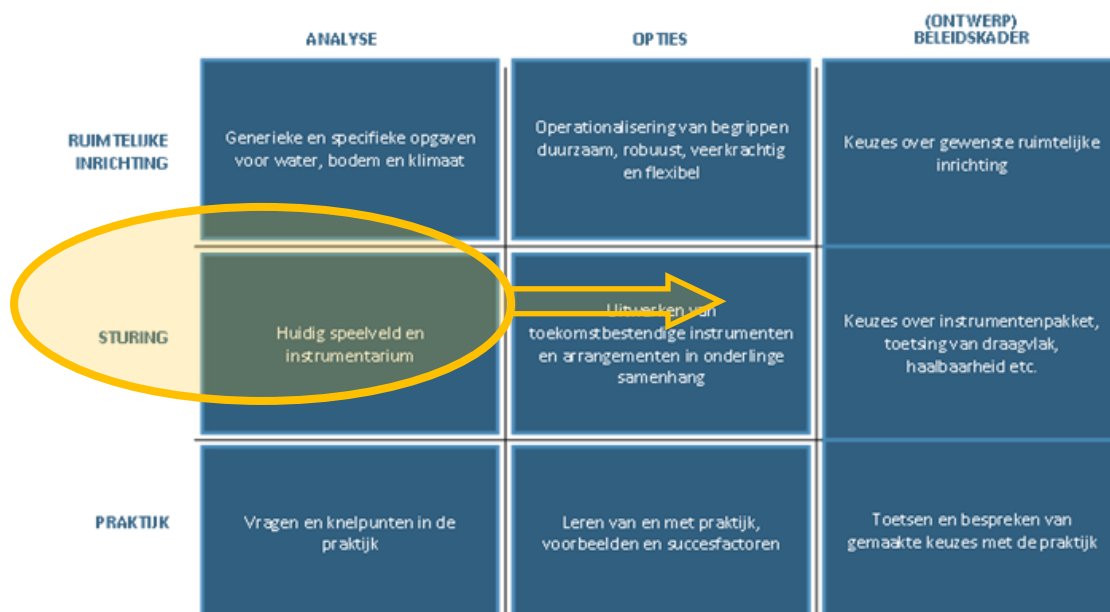 ANALYSE
OPTIES
(ONTWERP)
BELEIDSKADER
RUIMTELIJKE
INRICHTING
Generieke en specifieke opgaven
voor water, bodem en klimaat
Operationalisering van begrippen
duurzaam, robuust, veerkrachtig
en flexibel
Keuzes over gewenste ruimtelijke
inrichting
STURING
Huidig speelveld en
instrumentarium
Uitwerken van
toekomstbestendige instrumenten
en arrangementen in onderlinge
samenhang
Keuzes over instrumentenpakket,
toetsing van draagvlak,
haalbaarheid etc.
PRAKTIJK
Vragen en knelpunten in de
praktijk
Leren van en met praktijk,
voorbeelden en succesfactoren
Toetsen en bespreken van
gemaakte keuzes met de praktijk